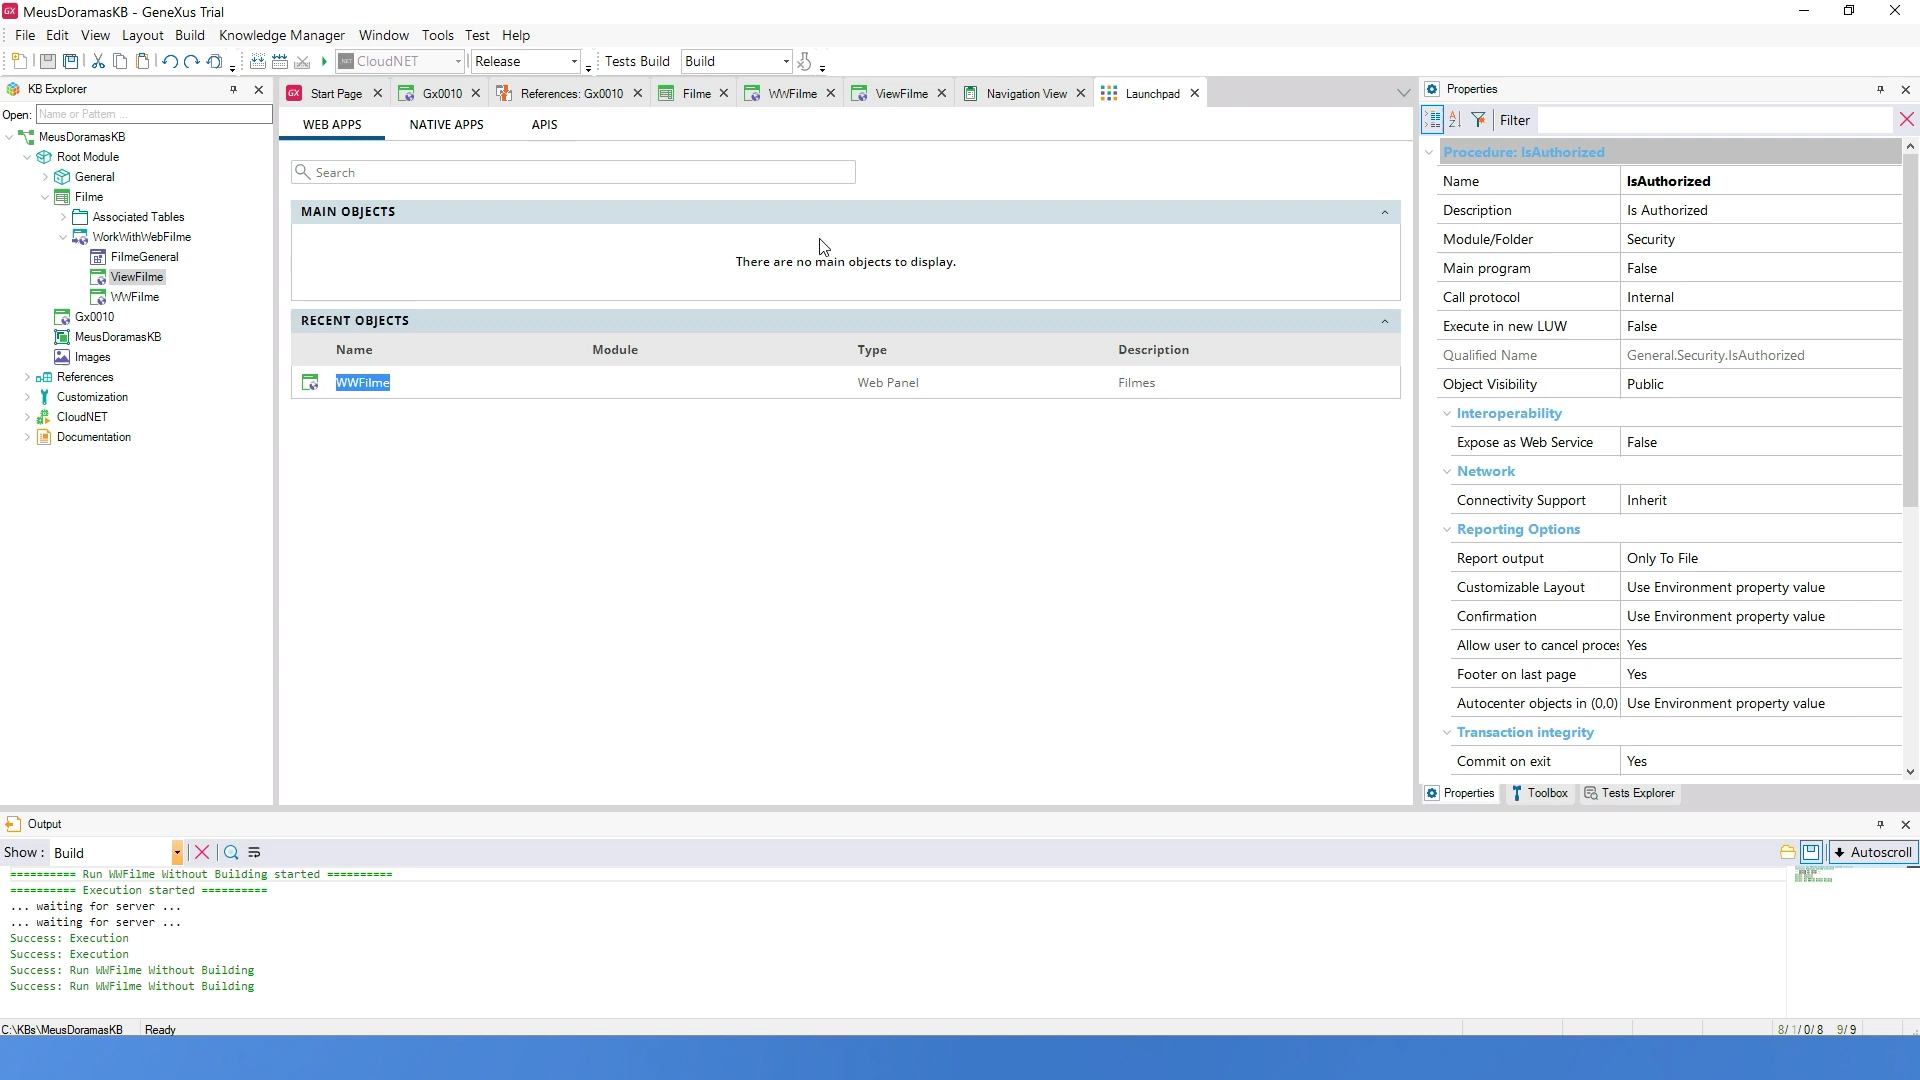 MeusDoramasKB - GeneXus Trial
File Edit View Layout Build Knowledge Manager Window Tools Test Help
CloudNET Release Tests Build Build
KB Explorer
Open: Name or Pattern ...
MeusDoramasKB
Root Module
General
Filme
Associated Tables
WorkWithWebFilme
FilmeGeneral
ViewFilme
WWFilme
Gx0010
MeusDoramasKB
Images
References
Customization
CloudNET
Documentation
Start Page Gx0010 References: Gx0010 Filme WWFilme ViewFilme Navigation View Launchpad
WEB APPS NATIVE APPS APIS
Search
MAIN OBJECTS
There are no main objects to display.
RECENT OBJECTS
Name Module Type Description
WWFilme Web Panel Filmes
Properties
Filter
Procedure: IsAuthorized
Name IsAuthorized
Description Is Authorized
Module/Folder Security
Main program False
Call protocol Internal
Execute in new LUW False
Qualified Name General.Security.IsAuthorized
Object Visibility Public
Interoperability
Expose as Web Service False
Network
Connectivity Support Inherit
Reporting Options
Report output Only To File
Customizable Layout Use Environment property value
Confirmation Use Environment property value
Allow user to cancel proces Yes
Footer on last page Yes
Autocenter objects in (0,0) Use Environment property value
Transaction integrity
Commit on exit Yes
Properties Toolbox Tests Explorer
Output
Show : Build Autoscroll
========== Run WWFilme Without Building started ==========
========== Execution started ==========
... waiting for server ...
... waiting for server ...
Success: Execution
Success: Execution
Success: Run WWFilme Without Building
Success: Run WWFilme Without Building
C:\KBs\MeusDoramasKB Ready 8/ 1/0/8 9/9